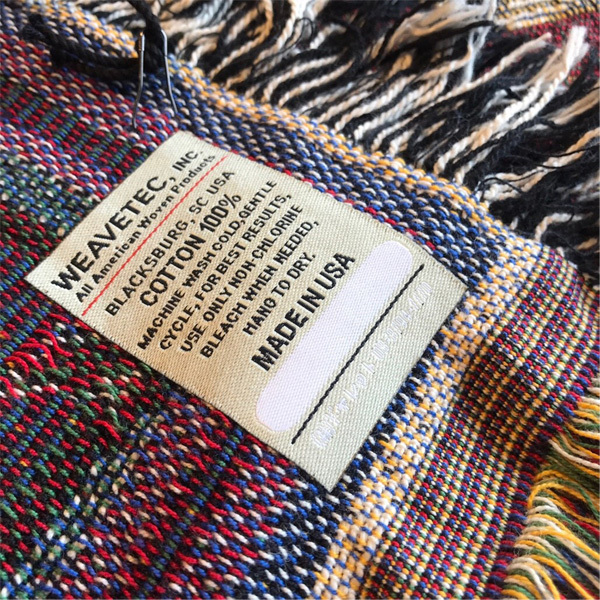 WEAVETEC, INC.
All American Woven Products
BLACKSBURG, SC USA
COTTON 100%
MACHINE WASH COLD,GENTLE
CYCLE, FOR BEST RESULTS,
USE ONLY NON-CHLORINE
BLEACH WHEN NEEDED,
HANG TO DRY.
MADE IN USA